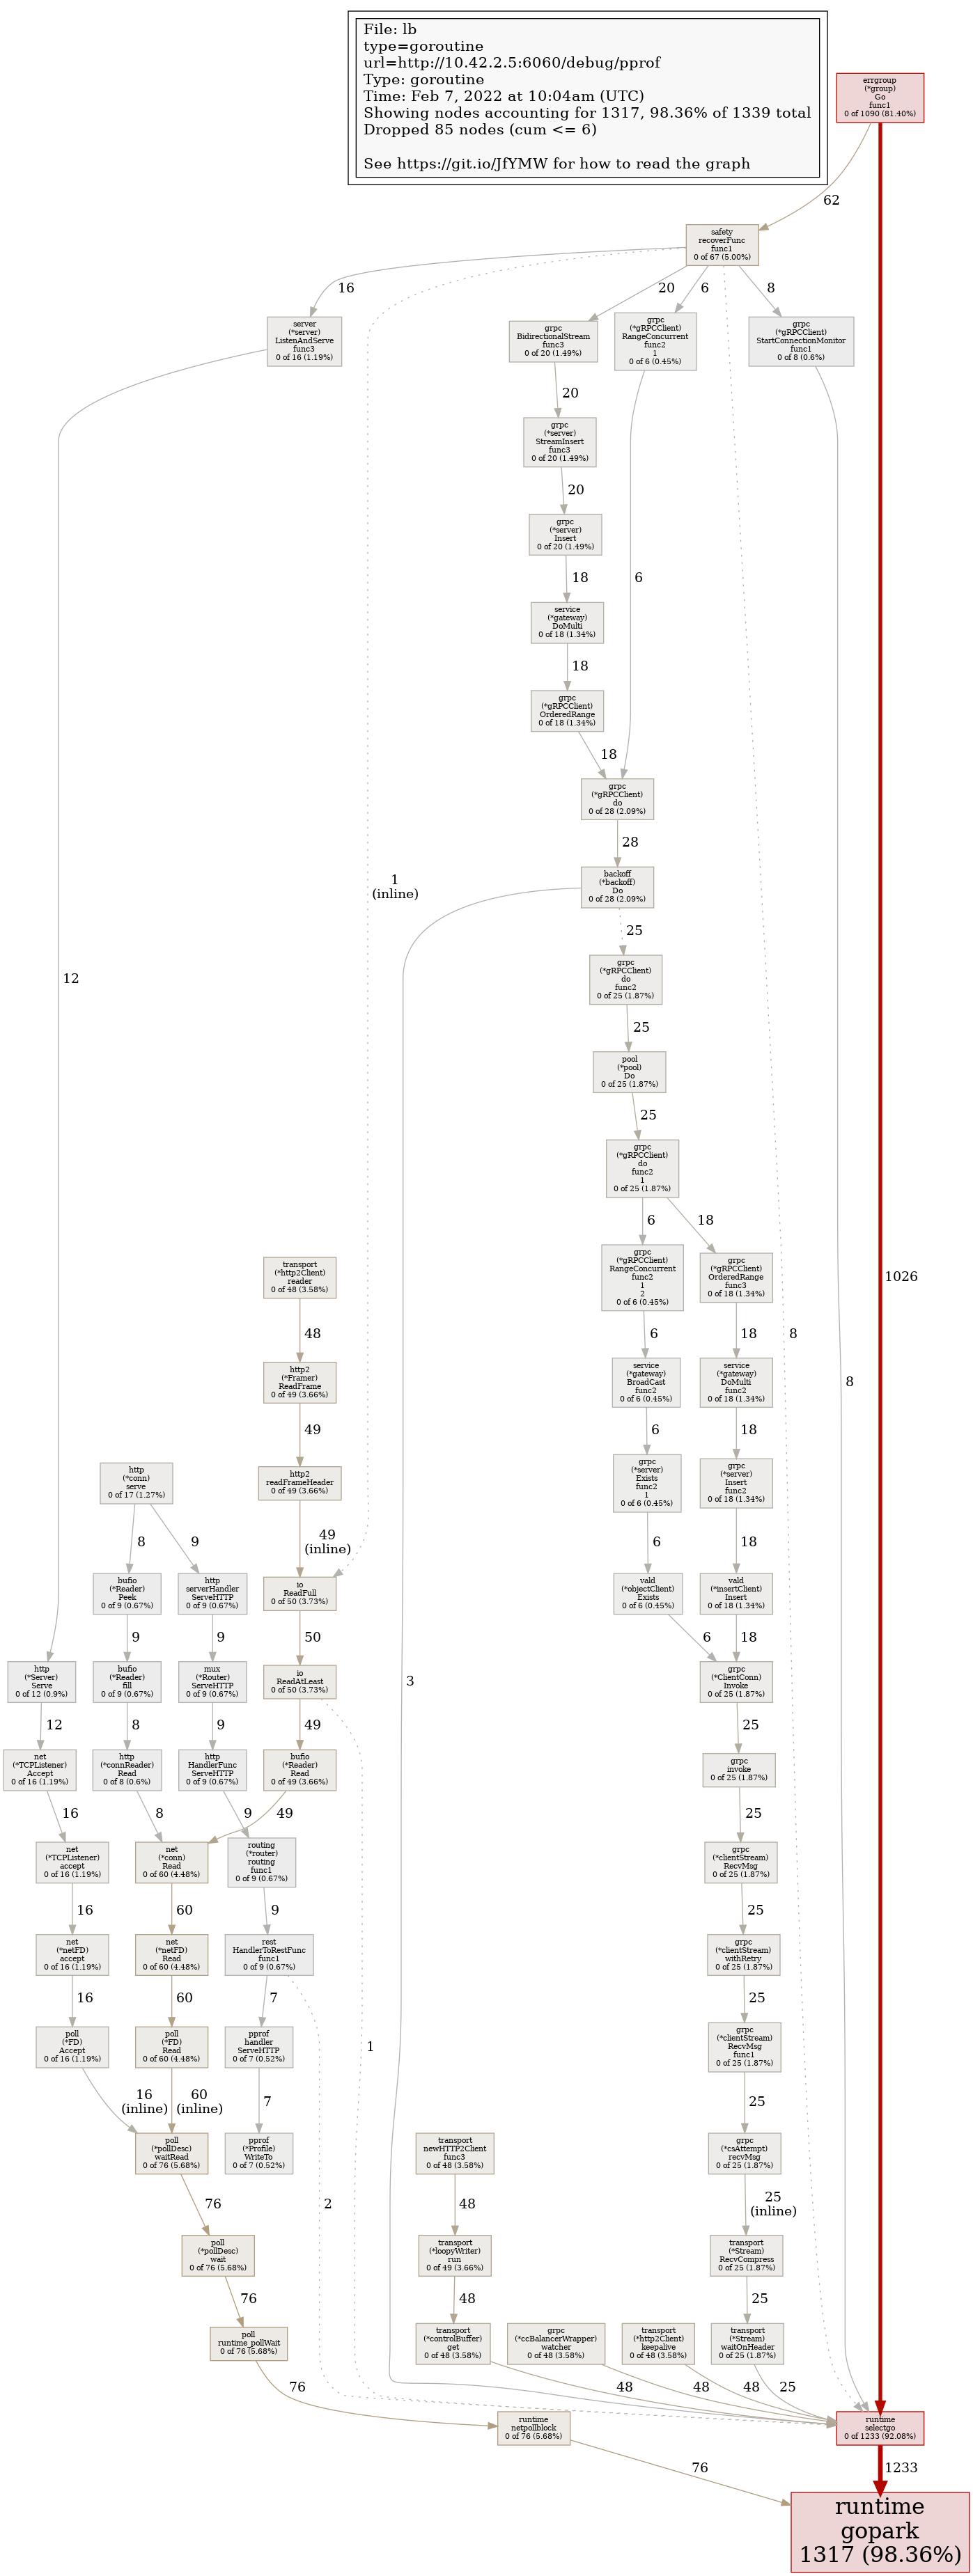 File: lb
type=goroutine
url=http://10.42.2.5:6060/debug/pprof
Type: goroutine
Time: Feb 7, 2022 at 10:04am (UTC)
Showing nodes accounting for 1317, 98.36% of 1339 total
Dropped 85 nodes (cum <= 6)
See https://git.io/JfYMW for how to read the graph
errgroup
(*group)
Go
func1
0 of 1090 (81.40%)
62
safety
recoverFunc
func1
0 of 67 (5.00%)
16
20
6
8
server
(*server)
ListenAndServe
func3
0 of 16 (1.19%)
grpc
BidirectionalStream
func3
0 of 20 (1.49%)
grpc
(*gRPCClient)
RangeConcurrent
func2
1
0 of 6 (0.45%)
grpc
(*gRPCClient)
StartConnectionMonitor
func1
0 of 8 (0.6%)
20
grpc
(*server)
StreamInsert
func3
0 of 20 (1.49%)
20
grpc
(*server)
Insert
0 of 20 (1.49%)
18
6
service
(*gateway)
DoMulti
0 of 18 (1.34%)
18
grpc
(*gRPCClient)
OrderedRange
0 of 18 (1.34%)
18
grpc
(*gRPCClient)
do
0 of 28 (2.09%)
28
backoff
(*backoff)
Do
0 of 28 (2.09%)
1
(inline)
25
12
grpc
(*gRPCClient)
do
func2
0 of 25 (1.87%)
25
pool
(*pool)
Do
0 of 25 (1.87%)
25
grpc
(*gRPCClient)
do
func2
1
0 of 25 (1.87%)
6
18
transport
(*http2Client)
reader
0 of 48 (3.58%)
grpc
(*gRPCClient)
RangeConcurrent
func2
1
2
0 of 6 (0.45%)
grpc
(*gRPCClient)
OrderedRange
func3
0 of 18 (1.34%)
1026
48
6
18
8
http2
(*Framer)
ReadFrame
0 of 49 (3.66%)
service
(*gateway)
BroadCast
func2
0 of 6 (0.45%)
service
(*gateway)
DoMulti
func2
0 of 18 (1.34%)
8
49
6
18
http
(*conn)
serve
0 of 17 (1.27%)
http2
readFrameHeader
0 of 49 (3.66%)
grpc
(*server)
Exists
func2
1
0 of 6 (0.45%)
grpc
(*server)
Insert
func2
0 of 18 (1.34%)
8
9
49
(inline)
6
18
bufio
(*Reader)
Peek
0 of 9 (0.67%)
http
serverHandler
ServeHTTP
0 of 9 (0.67%)
io
ReadFull
0 of 50 (3.73%)
vald
(*objectClient)
Exists
0 of 6 (0.45%)
vald
(*insertClient)
Insert
0 of 18 (1.34%)
9
9
50
6
18
http
(*Server)
Serve
0 of 12 (0.9%)
bufio
(*Reader)
fill
0 of 9 (0.67%)
mux
(*Router)
ServeHTTP
0 of 9 (0.67%)
io
ReadAtLeast
0 of 50 (3.73%)
3
grpc
(*ClientConn)
Invoke
0 of 25 (1.87%)
12
8
9
49
25
net
(*TCPListener)
Accept
0 of 16 (1.19%)
http
(*connReader)
Read
0 of 8 (0.6%)
http
HandlerFunc
ServeHTTP
0 of 9 (0.67%)
bufio
(*Reader)
Read
0 of 49 (3.66%)
grpc
invoke
0 of 25 (1.87%)
16
8
9
49
25
net
(*TCPListener)
accept
0 of 16 (1.19%)
net
(*conn)
Read
0 of 60 (4.48%)
routing
(*router)
routing
func1
0 of 9 (0.67%)
grpc
(*clientStream)
RecvMsg
0 of 25 (1.87%)
16
60
9
25
net
(*netFD)
accept
0 of 16 (1.19%)
net
(*netFD)
Read
0 of 60 (4.48%)
rest
HandlerToRestFunc
func1
0 of 9 (0.67%)
grpc
(*clientStream)
withRetry
0 of 25 (1.87%)
16
60
7
25
poll
(*FD)
Accept
0 of 16 (1.19%)
poll
(*FD)
Read
0 of 60 (4.48%)
pprof
handler
ServeHTTP
0 of 7 (0.52%)
1
grpc
(*clientStream)
RecvMsg
func1
0 of 25 (1.87%)
16
(inline)
60
(inline)
7
25
poll
(*pollDesc)
waitRead
0 of 76 (5.68%)
pprof
(*Profile)
WriteTo
0 of 7 (0.52%)
transport
newHTTP2Client
func3
0 of 48 (3.58%)
grpc
(*csAttempt)
recvMsg
0 of 25 (1.87%)
76
2
48
25
(inline)
poll
(*pollDesc)
wait
0 of 76 (5.68%)
transport
(*loopyWriter)
run
0 of 49 (3.66%)
transport
(*Stream)
RecvCompress
0 of 25 (1.87%)
76
48
25
poll
runtime_pollWait
0 of 76 (5.68%)
transport
(*controlBuffer)
get
0 of 48 (3.58%)
grpc
(*ccBalancerWrapper)
watcher
0 of 48 (3.58%)
transport
(*http2Client)
keepalive
0 of 48 (3.58%)
transport
(*Stream)
waitOnHeader
0 of 25 (1.87%)
76
48
48
48
25
runtime
netpollblock
0 of 76 (5.68%)
runtime
selectgo
0 of 1233 (92.08%)
76
1233
runtime
gopark
1317 (98.36%)